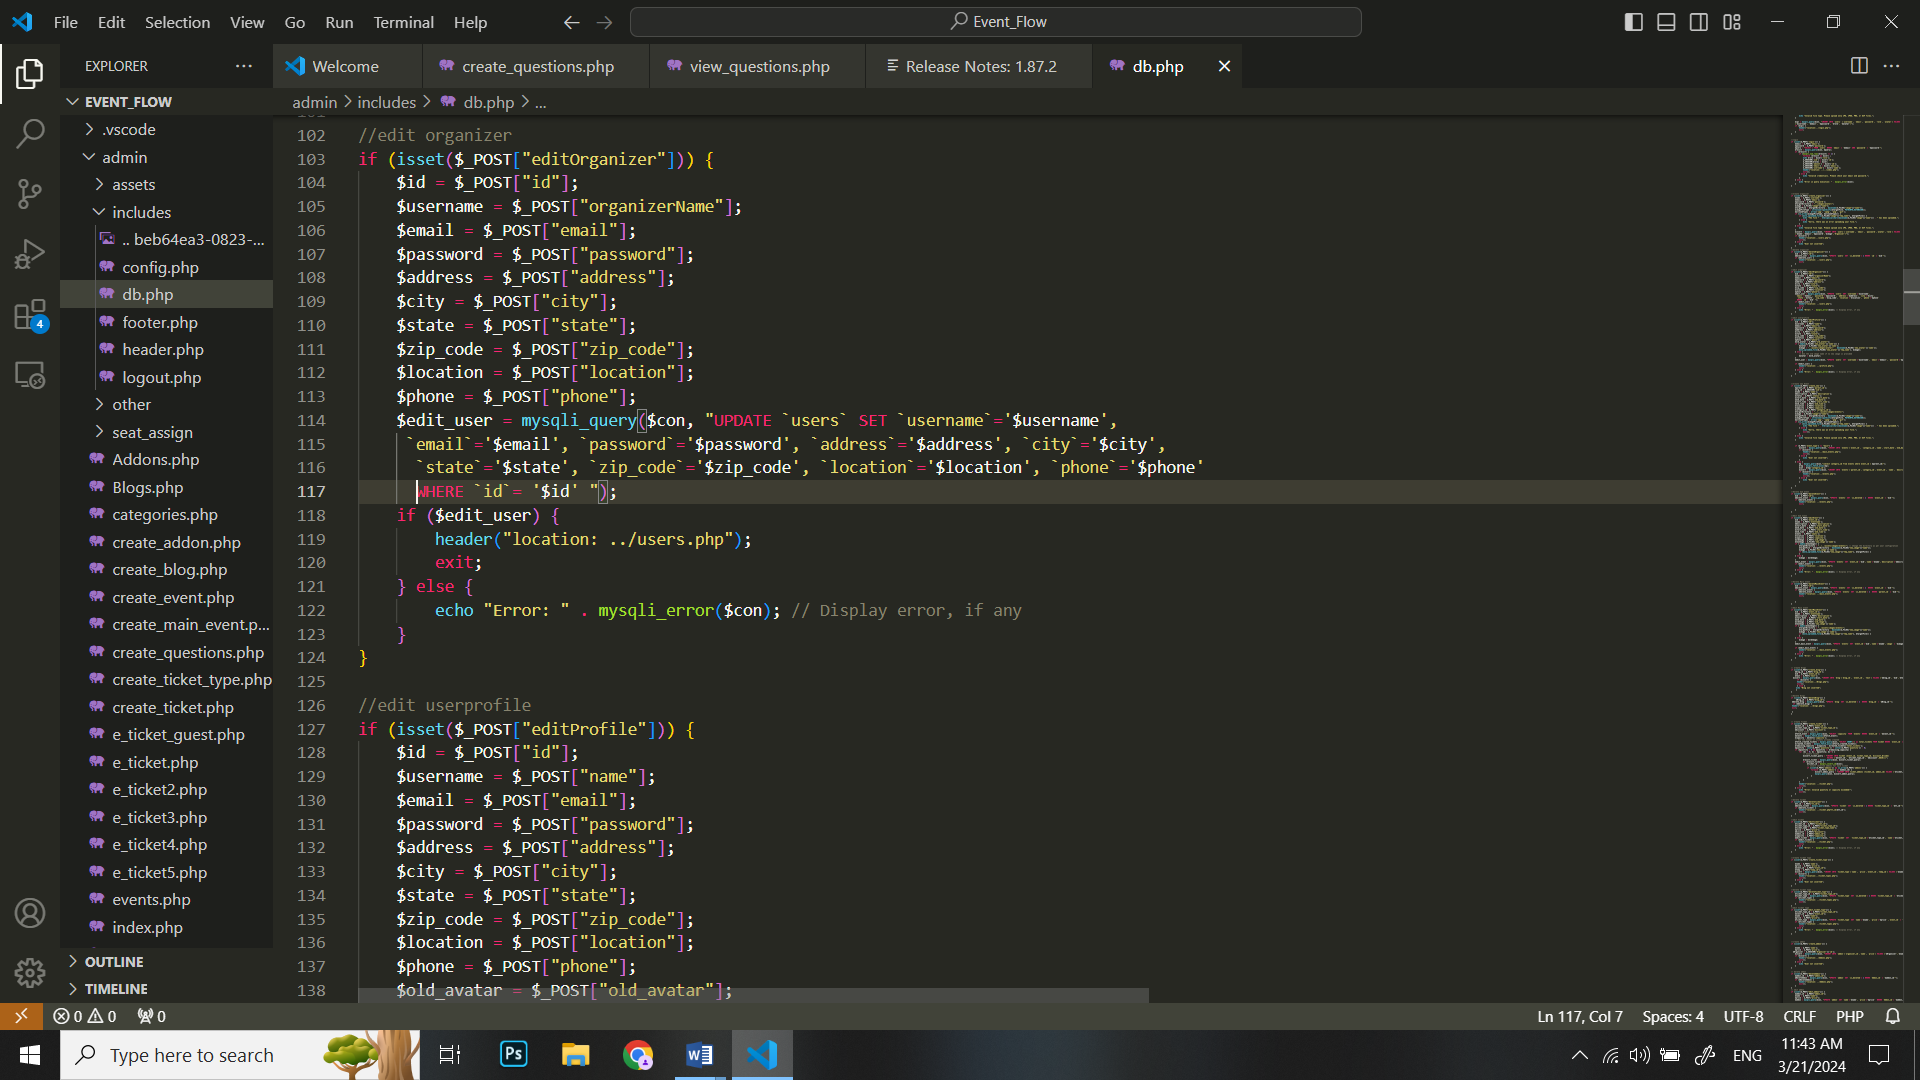 File Edit Selection View Go Run Terminal Help
Event_Flow
EXPLORER
Welcome
create_questions.php
view_questions.php
Release Notes: 1.87.2
db.php
EVENT_FLOW
admin > includes > db.php > ...
.vscode
admin
assets
includes
.. beb64ea3-0823-...
config.php
db.php
footer.php
header.php
logout.php
other
seat_assign
Addons.php
Blogs.php
categories.php
create_addon.php
create_blog.php
create_event.php
create_main_event.p...
create_questions.php
create_ticket_type.php
create_ticket.php
e_ticket_guest.php
e_ticket.php
e_ticket2.php
e_ticket3.php
e_ticket4.php
e_ticket5.php
events.php
index.php
OUTLINE
TIMELINE
4
102 //edit organizer
103 if (isset($_POST["editOrganizer"])) {
104 $id = $_POST["id"];
105 $username = $_POST["organizerName"];
106 $email = $_POST["email"];
107 $password = $_POST["password"];
108 $address = $_POST["address"];
109 $city = $_POST["city"];
110 $state = $_POST["state"];
111 $zip_code = $_POST["zip_code"];
112 $location = $_POST["location"];
113 $phone = $_POST["phone"];
114 $edit_user = mysqli_query($con, "UPDATE `users` SET `username`='$username',
115 `email`='$email', `password`='$password', `address`='$address', `city`='$city',
116 `state`='$state', `zip_code`='$zip_code', `location`='$location', `phone`='$phone'
117 WHERE `id`= '$id' ");
118 if ($edit_user) {
119 header("location: ../users.php");
120 exit;
121 } else {
122 echo "Error: " . mysqli_error($con); // Display error, if any
123 }
124 }
125
126 //edit userprofile
127 if (isset($_POST["editProfile"])) {
128 $id = $_POST["id"];
129 $username = $_POST["name"];
130 $email = $_POST["email"];
131 $password = $_POST["password"];
132 $address = $_POST["address"];
133 $city = $_POST["city"];
134 $state = $_POST["state"];
135 $zip_code = $_POST["zip_code"];
136 $location = $_POST["location"];
137 $phone = $_POST["phone"];
138 $old_avatar = $_POST["old_avatar"];
0 0 0
Ln 117, Col 7 Spaces: 4 UTF-8 CRLF PHP
Type here to search
Ps
ENG
11:43 AM
3/21/2024